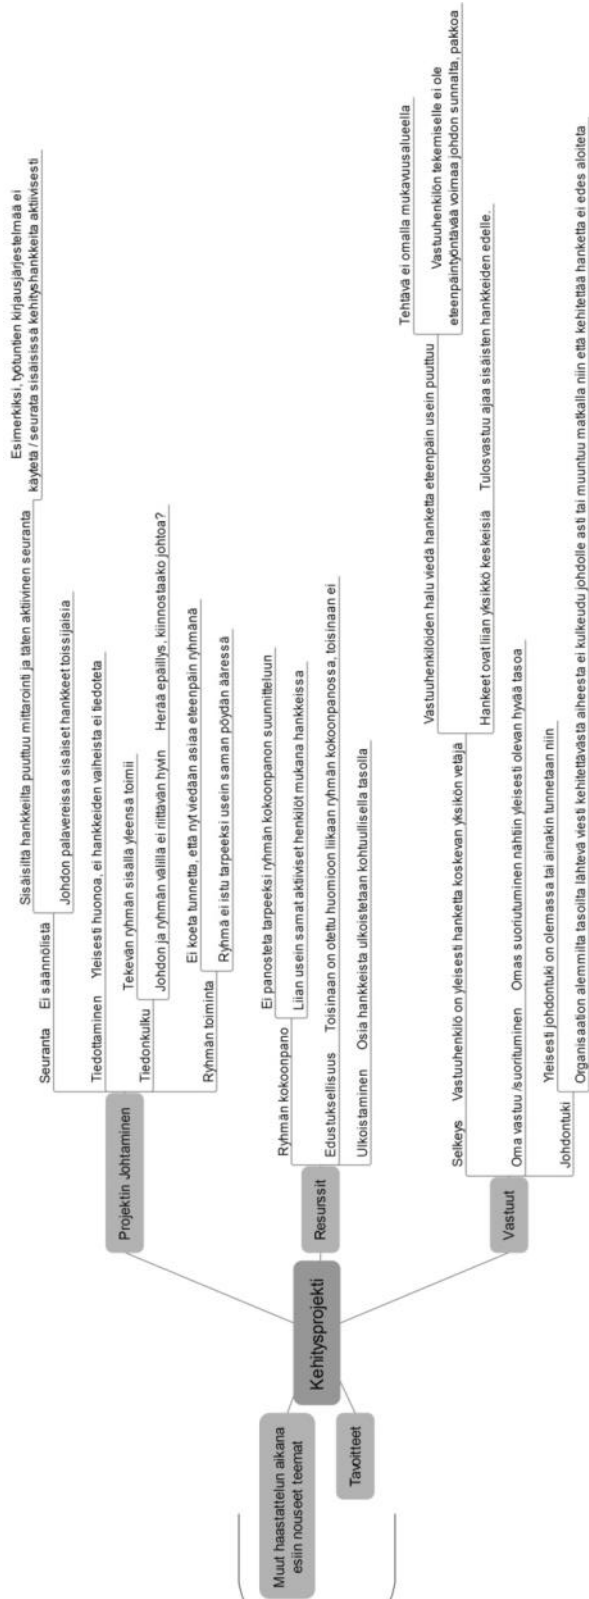 Esimerkiksi, työtuntien kirjausjärjestelmää ei
käytetä / seurata sisäisissä kehityshankkeita aktiivisesti
Sisäisiltä hankkeilta puuttuu mittarointi ja täten aktiivinen seuranta
Seuranta Ei säännölistä
Johdon palavereissa sisäiset hankkeet toissijaisia
Tiedottaminen Yleisesti huonoa, ei hankkeiden vaiheista ei tiedoteta
Projektin Johtaminen
Tekevän ryhmän sisällä yleensä toimii
Tiedonkulku
Johdon ja ryhmän välillä ei riittävän hyvin Herää epäillys, kiinnostaako johtoa?
Ei koeta tunnetta, että nyt viedään asiaa eteenpäin ryhmänä
Ryhmän toiminta
Ryhmä ei istu tarpeeksi usein saman pöydän ääressä
Ei panosteta tarpeeksi ryhmän kokoonpanon suunnitteluun
Ryhmän kokoonpano
Liian usein samat aktiiviset henkilöt mukana hankkeissa
Resurssit
Edustuksellisuus Toisinaan on otettu huomioon liikaan ryhmän kokoonpanossa, toisinaan ei
Ulkoistaminen Osia hankkeista ulkoistetaan kohtuullisella tasolla
Kehitysprojekti
Muut haastattelun aikana
esiin nouseet teemat
Tavoitteet
Tehtävä ei omalla mukavuusalueella
Vastuuhenkilöiden halu viedä hanketta eteenpäin usein puuttuu
Vastuuhenkilön tekemiselle ei ole
eteenpäintyöntävää voimaa johdon sunnalta, pakkoa
Selkeys Vastuuhenkilö on yleisesti hanketta koskevan yksikön vetäjä
Hankeet ovat liian yksikkö keskeisiä Tulosvastuu ajaa sisäisten hankkeiden edelle.
Vastuut
Oma vastuu /suorituminen Omas suoriutuminen nähtiin yleisesti olevan hyvää tasoa
Yleisesti johdontuki on olemassa tai ainakin tunnetaan niin
Johdontuki
Organisaation alemmilta tasoilta lähtevä viesti kehitettävästä aiheesta ei kulkeudu johdolle asti tai muuntuu matkalla niin että kehitettää hanketta ei edes aloiteta